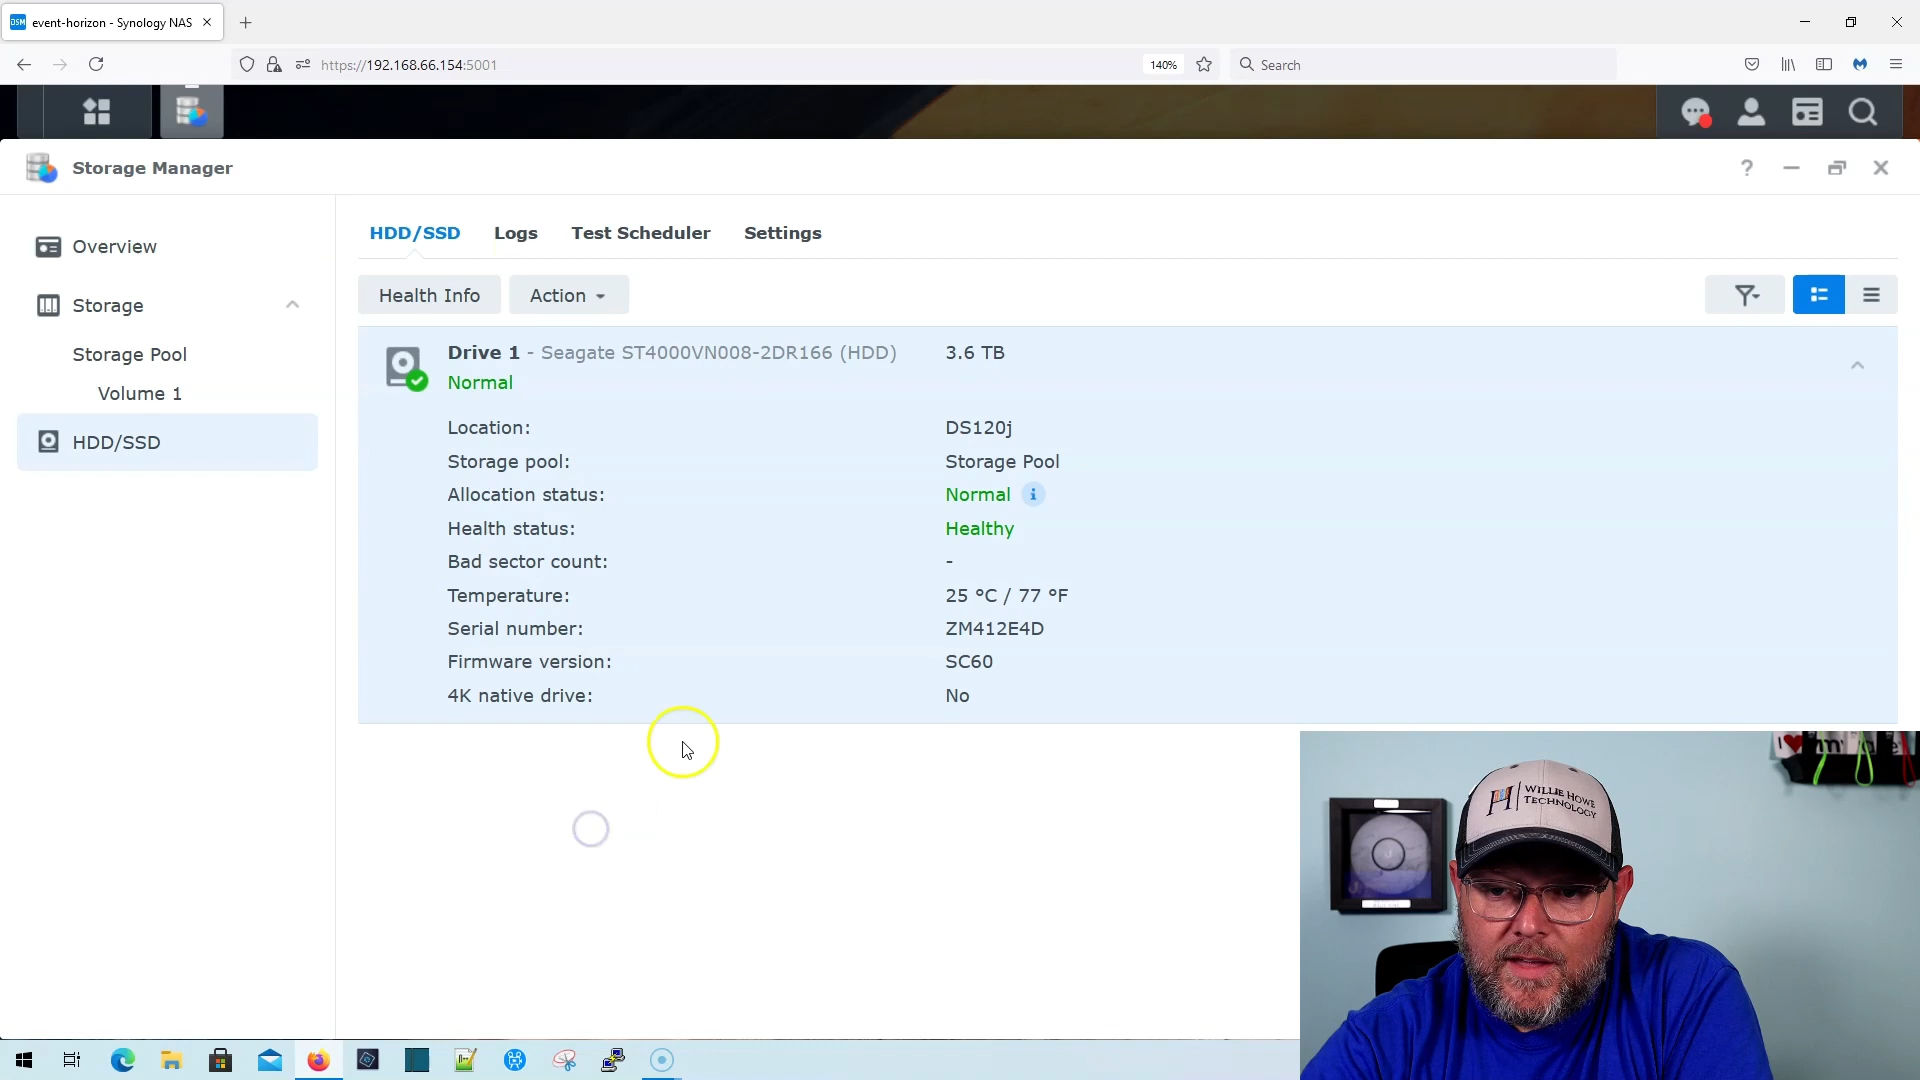 event-horizon - Synology NAS
https://192.168.66.154:5001
140%
Search
Storage Manager
?
Overview
Storage
Storage Pool
Volume 1
HDD/SSD
HDD/SSD Logs Test Scheduler Settings
Health Info Action
Drive 1 - Seagate ST4000VN008-2DR166 (HDD) 3.6 TB
Normal
Location: DS120j
Storage pool: Storage Pool
Allocation status: Normal i
Health status: Healthy
Bad sector count: -
Temperature: 25 °C / 77 °F
Serial number: ZM412E4D
Firmware version: SC60
4K native drive: No
WILLIE HOWE
TECHNOLOGY